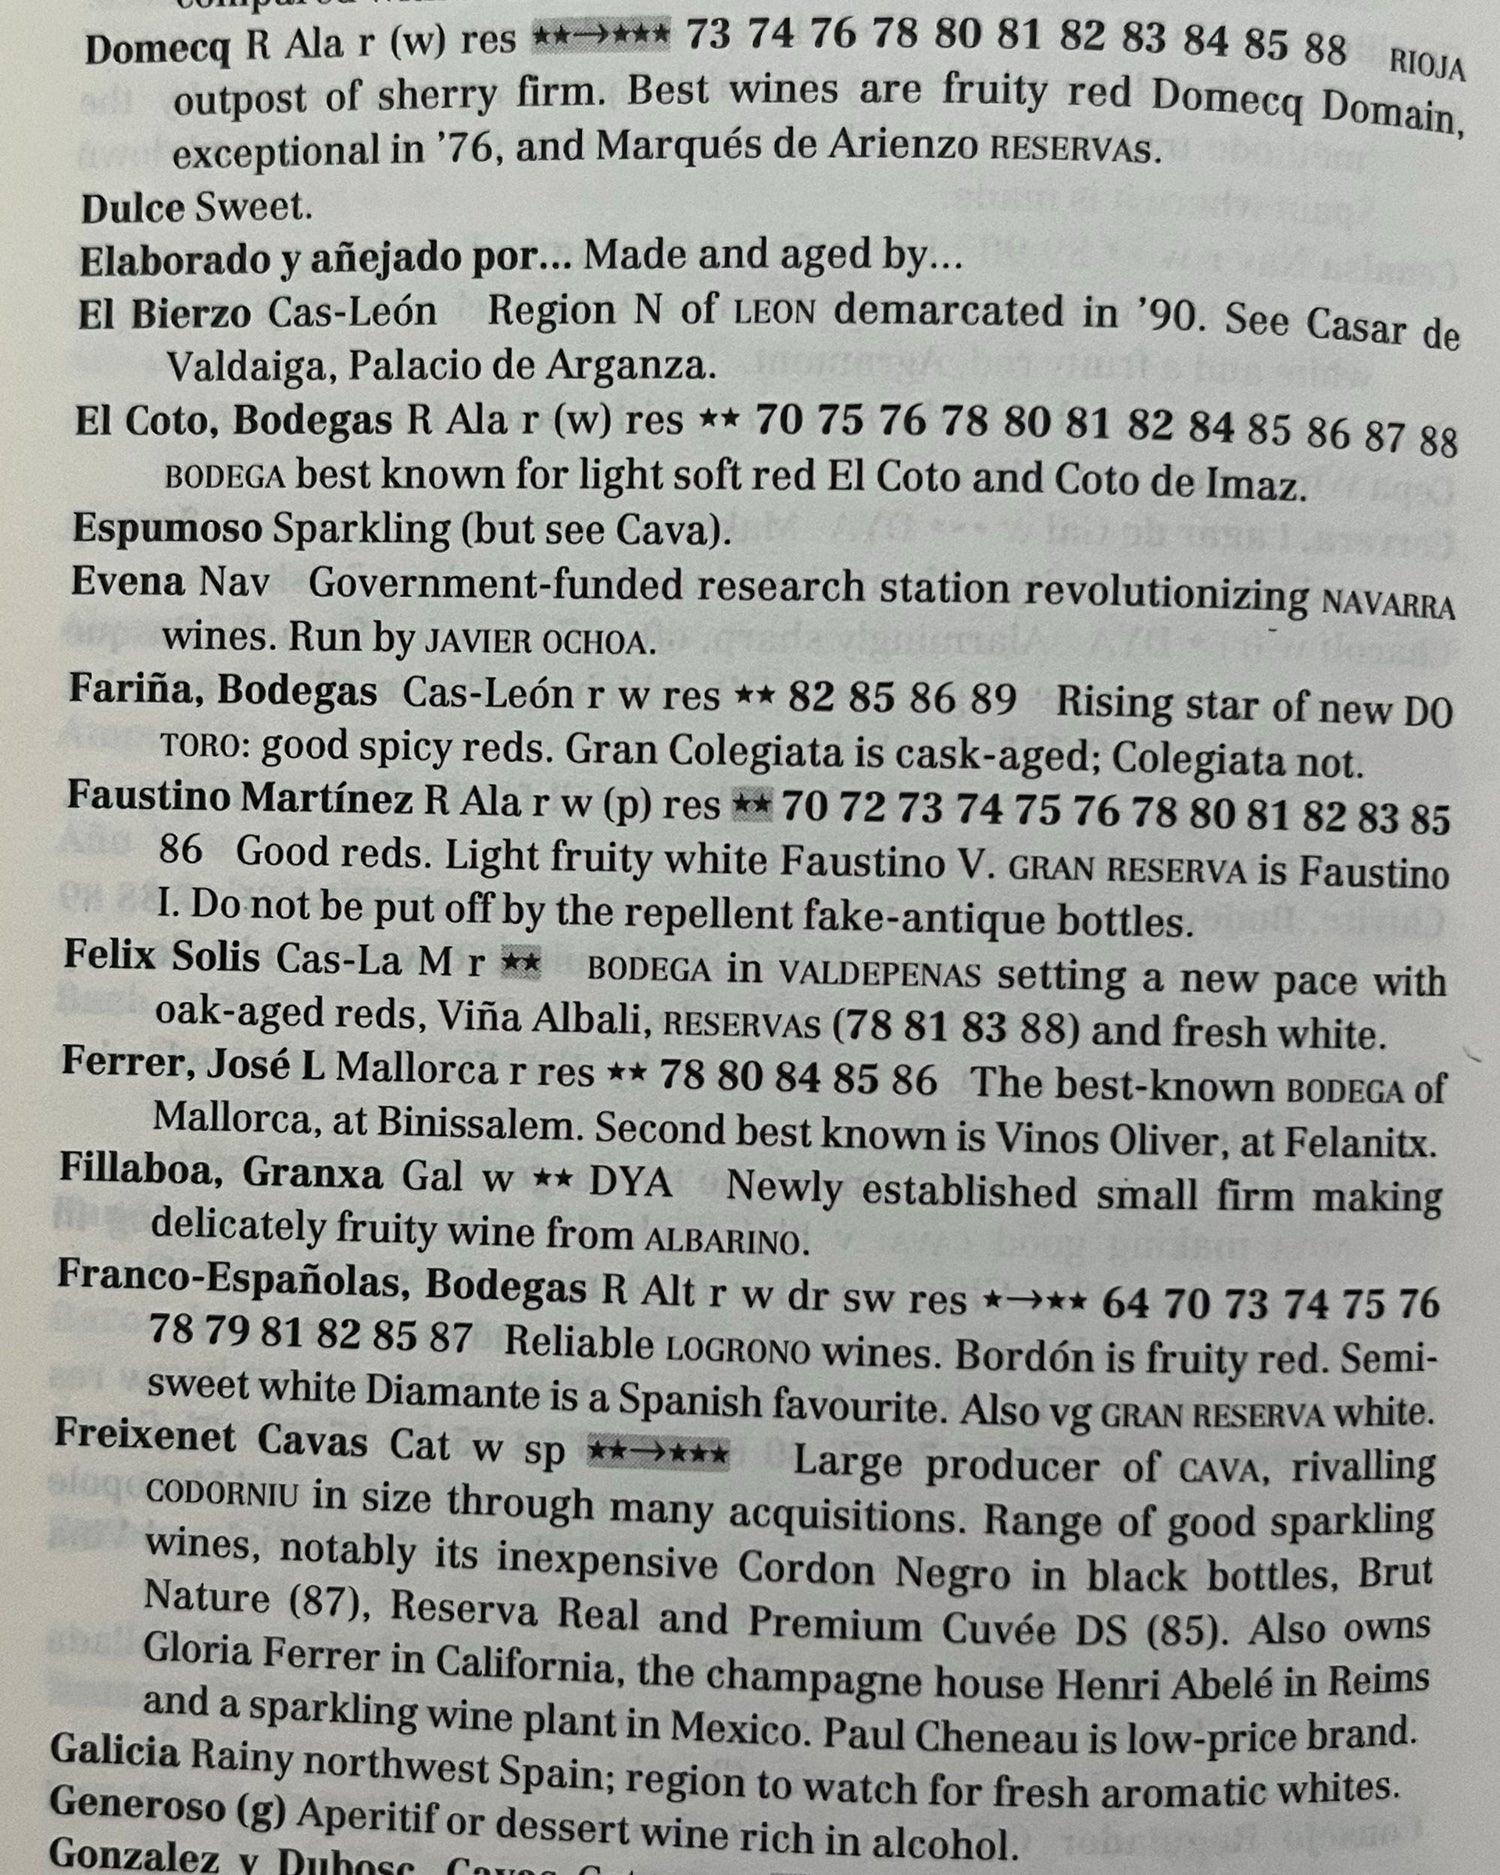 compared with
Domecq R Ala r (w) res ★★→★★★ 73 74 76 78 80 81 82 83 84 85 88 RIOJA
outpost of sherry firm. Best wines are fruity red Domecq Domain,
exceptional in ’76, and Marqués de Arienzo RESERVAS.
Dulce Sweet.
Elaborado y añejado por... Made and aged by...
El Bierzo Cas-León Region N of LEON demarcated in ’90. See Casar de
Valdaiga, Palacio de Arganza.
El Coto, Bodegas R Ala r (w) res ★★ 70 75 76 78 80 81 82 84 85 86 87 88
BODEGA best known for light soft red El Coto and Coto de Imaz.
Espumoso Sparkling (but see Cava).
Evena Nav Government-funded research station revolutionizing NAVARRA
wines. Run by JAVIER OCHOA.
Fariña, Bodegas Cas-León r w res ★★ 82 85 86 89 Rising star of new DO
TORO: good spicy reds. Gran Colegiata is cask-aged; Colegiata not.
Faustino Martínez R Ala r w (p) res ★★ 70 72 73 74 75 76 78 80 81 82 83 85
86 Good reds. Light fruity white Faustino V. GRAN RESERVA is Faustino
I. Do not be put off by the repellent fake-antique bottles.
Felix Solis Cas-La M r ★★ BODEGA in VALDEPENAS setting a new pace with
oak-aged reds, Viña Albali, RESERVAS (78 81 83 88) and fresh white.
Ferrer, José L Mallorca r res ★★ 78 80 84 85 86 The best-known BODEGA of
Mallorca, at Binissalem. Second best known is Vinos Oliver, at Felanitx.
Fillaboa, Granxa Gal w ★★ DYA Newly established small firm making
delicately fruity wine from ALBARINO.
Franco-Españolas, Bodegas R Alt r w dr sw res ★→★★ 64 70 73 74 75 76
78 79 81 82 85 87 Reliable LOGRONO wines. Bordón is fruity red. Semi-
sweet white Diamante is a Spanish favourite. Also vg GRAN RESERVA white.
Freixenet Cavas Cat w sp ★★→★★★ Large producer of CAVA, rivalling
CODORNIU in size through many acquisitions. Range of good sparkling
wines, notably its inexpensive Cordon Negro in black bottles, Brut
Nature (87), Reserva Real and Premium Cuvée DS (85). Also owns
Gloria Ferrer in California, the champagne house Henri Abelé in Reims
and a sparkling wine plant in Mexico. Paul Cheneau is low-price brand.
Galicia Rainy northwest Spain; region to watch for fresh aromatic whites.
Generoso (g) Aperitif or dessert wine rich in alcohol.
Gonzalez y Dubosc, Cavas